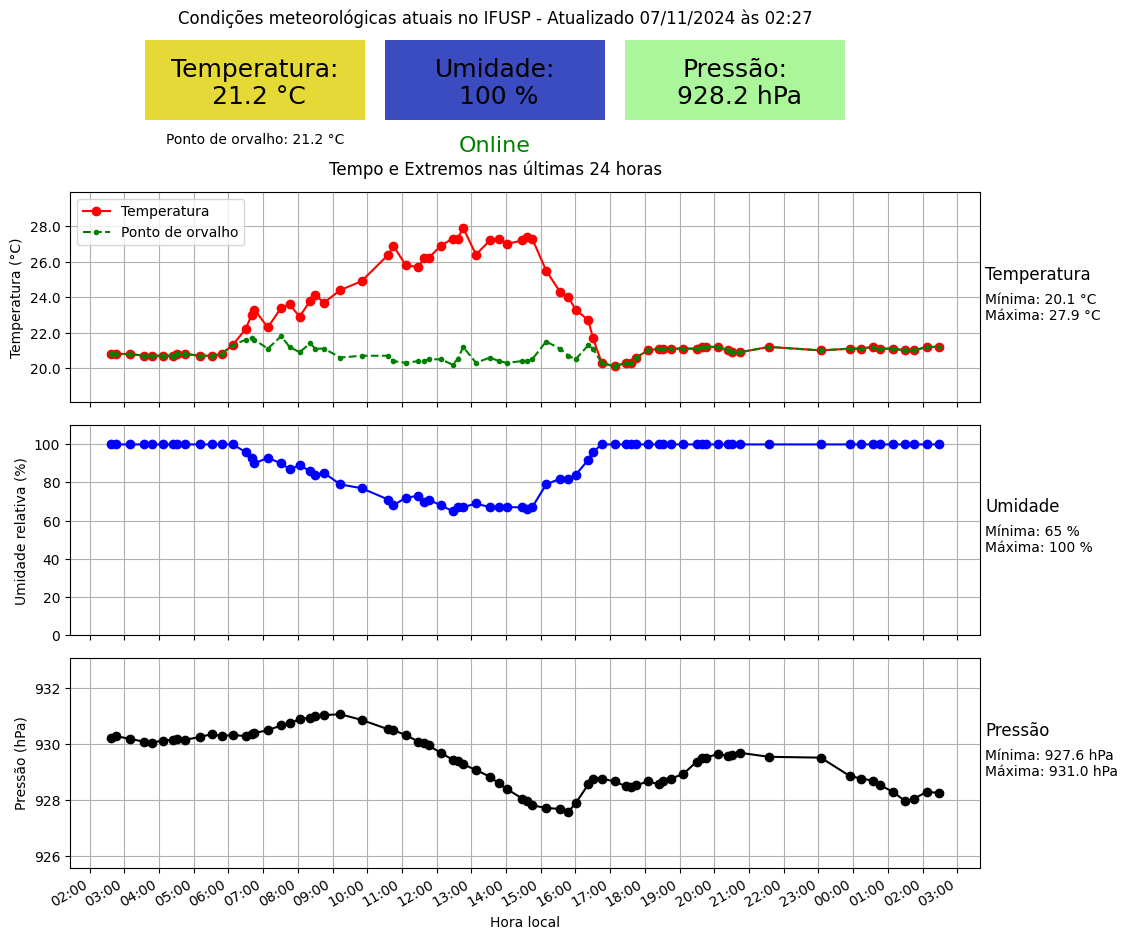 Condições meteorológicas atuais no IFUSP - Atualizado 07/11/2024 às 02:27
Temperatura:
21.2 °C
Umidade:
100 %
Pressão:
928.2 hPa
Ponto de orvalho: 21.2 °C
Online
Tempo e Extremos nas últimas 24 horas
Temperatura
Ponto de orvalho
Temperatura (°C)
28.0
26.0
24.0
22.0
20.0
Temperatura
Mínima: 20.1 °C
Máxima: 27.9 °C
Umidade relativa (%)
100
80
60
40
20
0
Umidade
Mínima: 65 %
Máxima: 100 %
Pressão (hPa)
932
930
928
926
Pressão
Mínima: 927.6 hPa
Máxima: 931.0 hPa
02:00 03:00 04:00 05:00 06:00 07:00 08:00 09:00 10:00 11:00 12:00 13:00 14:00 15:00 16:00 17:00 18:00 19:00 20:00 21:00 22:00 23:00 00:00 01:00 02:00 03:00
Hora local